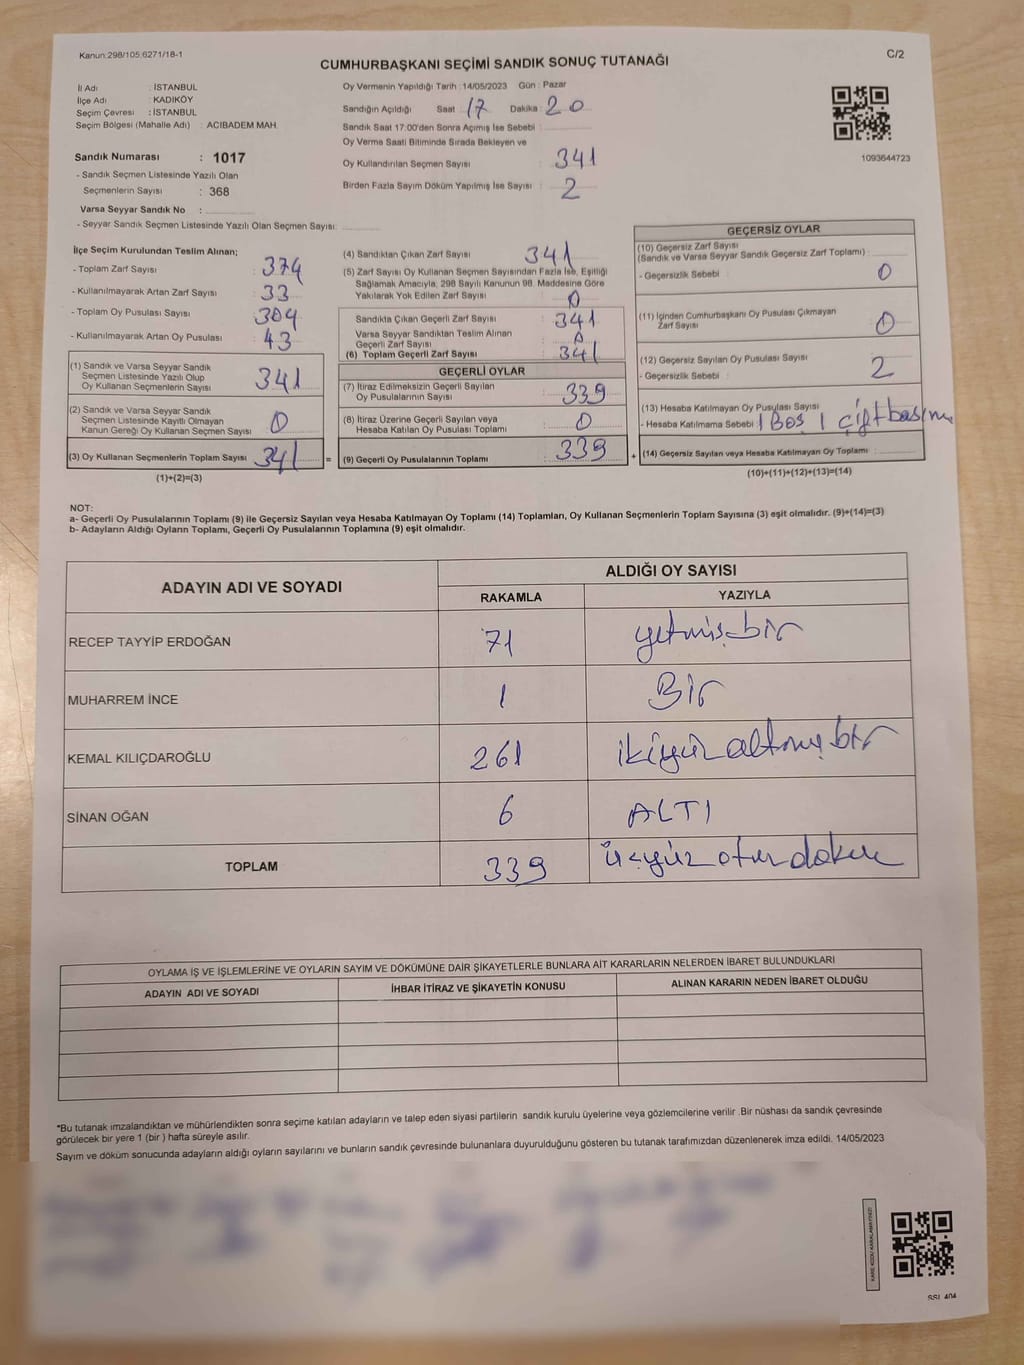 Kanun:298/105,6271/18-1
C/2
CUMHURBAŞKANI SEÇİMİ SANDIK SONUÇ TUTANAĞI
İl Adı : İSTANBUL
İlçe Adı : KADIKÖY
Seçim Çevresi : İSTANBUL
Seçim Bölgesi (Mahalle Adı) : ACIBADEM MAH.
Sandık Numarası : 1017
- Sandık Seçmen Listesinde Yazılı Olan
Seçmenlerin Sayısı : 368
Varsa Seyyar Sandık No :
- Seyyar Sandık Seçmen Listesinde Yazılı Olan Seçmen Sayısı:
Oy Vermenin Yapıldığı Tarih : 14/05/2023 Gün : Pazar
Sandığın Açıldığı Saat 17 Dakika 20
Sandık Saat 17:00'den Sonra Açımış İse Sebebi :
Oy Verme Saati Bitiminde Sırada Bekleyen ve
Oy Kullandırılan Seçmen Sayısı : 341
Birden Fazla Sayım Döküm Yapılmış İse Sayısı : 2
1093644723
İlçe Seçim Kurulundan Teslim Alınan;
- Toplam Zarf Sayısı : 374
- Kullanılmayarak Artan Zarf Sayısı : 33
- Toplam Oy Pusulası Sayısı :
- Kullanılmayarak Artan Oy Pusulası : 43
(1) Sandık ve Varsa Seyyar Sandık
Seçmen Listesinde Yazılı Olup
Oy Kullanan Seçmenlerin Sayısı : 341
(2) Sandık ve Varsa Seyyar Sandık
Seçmen Listesinde Kayıtlı Olmayan
Kanun Gereği Oy Kullanan Seçmen Sayısı : 0
(3) Oy Kullanan Seçmenlerin Toplam Sayısı : 341
(1)+(2)=(3)
=
(4) Sandıktan Çıkan Zarf Sayısı : 341
(5) Zarf Sayısı Oy Kullanan Seçmen Sayısından Fazla İse, Eşitliği
Sağlamak Amacıyla, 298 Sayılı Kanunun 98. Maddesine Göre
Yakılarak Yok Edilen Zarf Sayısı : 0
Sandıkta Çıkan Geçerli Zarf Sayısı : 341
Varsa Seyyar Sandıktan Teslim Alınan
Geçerli Zarf Sayısı : 0
(6) Toplam Geçerli Zarf Sayısı : 341
GEÇERLİ OYLAR
(7) İtiraz Edilmeksizin Geçerli Sayılan
Oy Pusulalarının Sayısı : 339
(8) İtiraz Üzerine Geçerli Sayılan veya
Hesaba Katılan Oy Pusulası Toplamı : 0
(9) Geçerli Oy Pusulalarının Toplamı : 339
+
GEÇERSİZ OYLAR
(10) Geçersiz Zarf Sayısı
(Sandık ve Varsa Seyyar Sandık Geçersiz Zarf Toplamı) :
- Geçersizlik Sebebi : 0
(11) İçinden Cumhurbaşkanı Oy Pusulası Çıkmayan
Zarf Sayısı : 0
(12) Geçersiz Sayılan Oy Pusulası Sayısı :
- Geçersizlik Sebebi : 2
(13) Hesaba Katılmayan Oy Pusulası Sayısı :
- Hesaba Katılmama Sebebi : 1 Boş 1 çift basım
(14) Geçersiz Sayılan veya Hesaba Katılmayan Oy Toplamı :
(10)+(11)+(12)+(13)=(14)
NOT:
a- Geçerli Oy Pusulalarının Toplamı (9) ile Geçersiz Sayılan veya Hesaba Katılmayan Oy Toplamı (14) Toplamları, Oy Kullanan Seçmenlerin Toplam Sayısına (3) eşit olmalıdır. (9)+(14)=(3)
b- Adayların Aldığı Oyların Toplamı, Geçerli Oy Pusulalarının Toplamına (9) eşit olmalıdır.
ADAYIN ADI VE SOYADI ALDIĞI OY SAYISI
RAKAMLA YAZIYLA
RECEP TAYYİP ERDOĞAN 71 yetmiş bir
MUHARREM İNCE 1 Bir
KEMAL KILIÇDAROĞLU 261 ikiyüz altmış bir
SİNAN OĞAN 6 ALTI
TOPLAM 339 üçyüz otuz dokuz
OYLAMA İŞ VE İŞLEMLERİNE VE OYLARIN SAYIM VE DÖKÜMÜNE DAİR ŞİKAYETLERLE BUNLARA AİT KARARLARIN NELERDEN İBARET BULUNDUKLARI
ADAYIN ADI VE SOYADI İHBAR İTİRAZ VE ŞİKAYETİN KONUSU ALINAN KARARIN NEDEN İBARET OLDUĞU
*Bu tutanak imzalandıktan ve mühürlendikten sonra seçime katılan adayların ve talep eden siyasi partilerin sandık kurulu üyelerine veya gözlemcilerine verilir .Bir nüshası da sandık çevresinde
görülecek bir yere 1 (bir ) hafta süreyle asılır.
Sayım ve döküm sonucunda adayların aldığı oyların sayılarını ve bunların sandık çevresinde bulunanlara duyurulduğunu gösteren bu tutanak tarafımızdan düzenlenerek imza edildi. 14/05/2023
KARE KODU KARALAMAYINIZ!